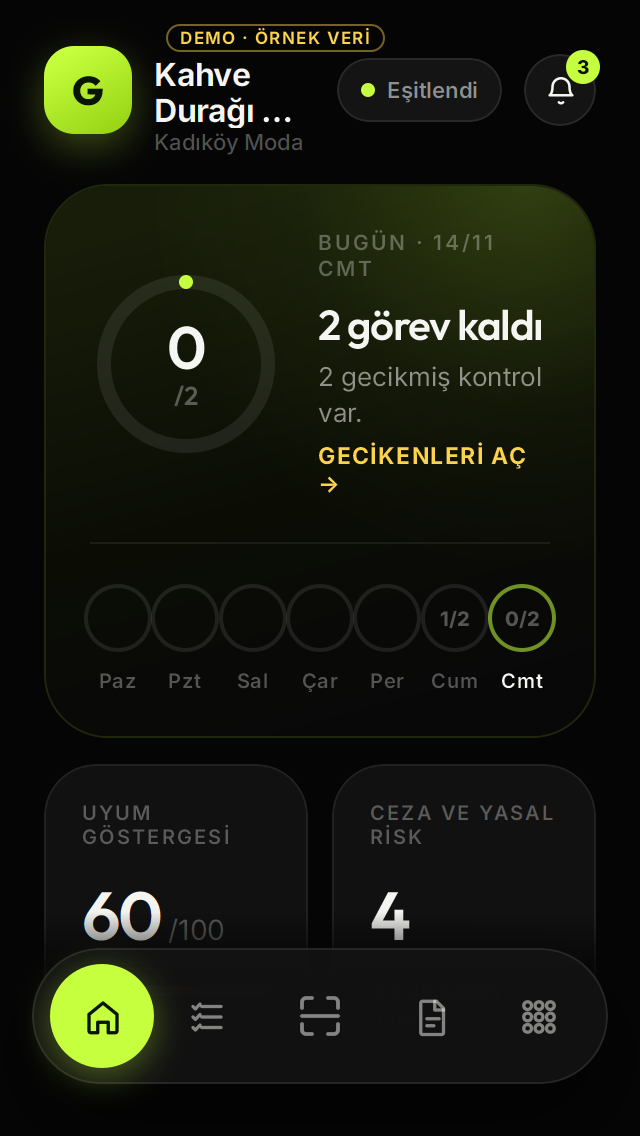 DEMO · ÖRNEK VERİ
G
Kahve
Durağı ...
Kadıköy Moda
Eşitlendi
3
BUGÜN · 14/11
CMT
0
/2
2 görev kaldı
2 gecikmiş kontrol
var.
GECİKENLERİ AÇ
→
1/2
0/2
Paz Pzt Sal Çar Per Cum Cmt
UYUM
GÖSTERGESİ
60 /100
CEZA VE YASAL
RİSK
4